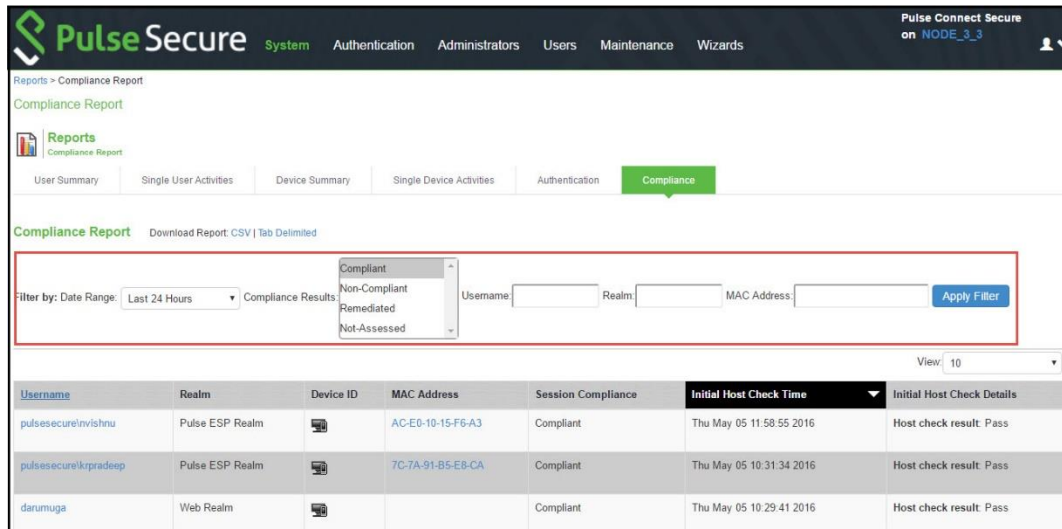 Pulse Secure System Authentication Administrators Users Maintenance Wizards
Pulse Connect Secure
on NODE_3_3
Reports > Compliance Report
Compliance Report
Reports
Compliance Report
User Summary Single User Activities Device Summary Single Device Activities Authentication Compliance
Compliance Report Download Report: CSV | Tab Delimited
Filter by: Date Range: Last 24 Hours Compliance Results:
Compliant
Non-Compliant
Remediated
Not-Assessed
Username: Realm: MAC Address: Apply Filter
View: 10
Username Realm Device ID MAC Address Session Compliance Initial Host Check Time Initial Host Check Details
pulsesecure\nvishnu Pulse ESP Realm AC-E0-10-15-F6-A3 Compliant Thu May 05 11:58:55 2016 Host check result: Pass
pulsesecure\krpradeep Pulse ESP Realm 7C-7A-91-B5-E8-CA Compliant Thu May 05 10:31:34 2016 Host check result: Pass
darumuga Web Realm Compliant Thu May 05 10:29:41 2016 Host check result: Pass